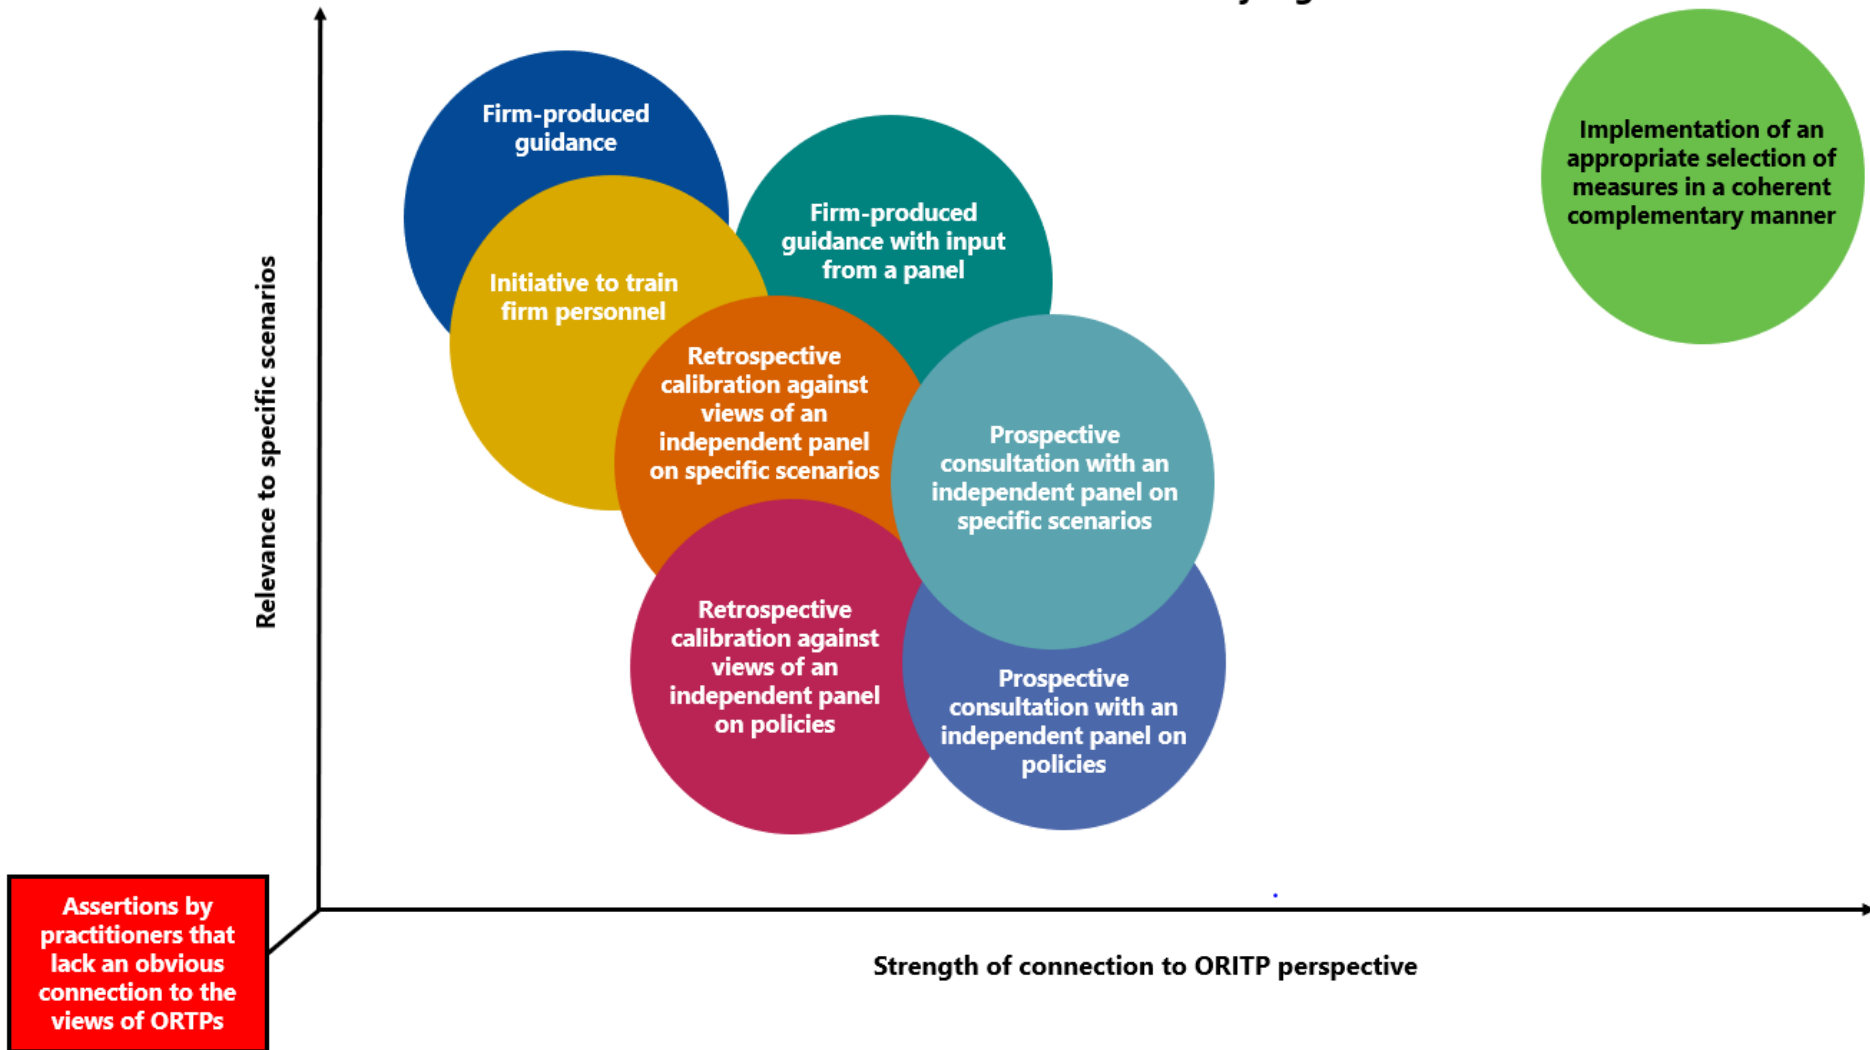 Firm-produced
guidance
Implementation of an
appropriate selection of
measures in a coherent
complementary manner
Firm-produced
guidance with input
from a panel
Initiative to train
firm personnel
Retrospective
calibration against
views of an
independent panel
on specific scenarios
Prospective
consultation with an
independent panel on
specific scenarios
Retrospective
calibration against
views of an
independent panel
on policies
Prospective
consultation with an
independent panel on
policies
Relevance to specific scenarios
Assertions by
practitioners that
lack an obvious
connection to the
views of ORTPs
Strength of connection to ORITP perspective